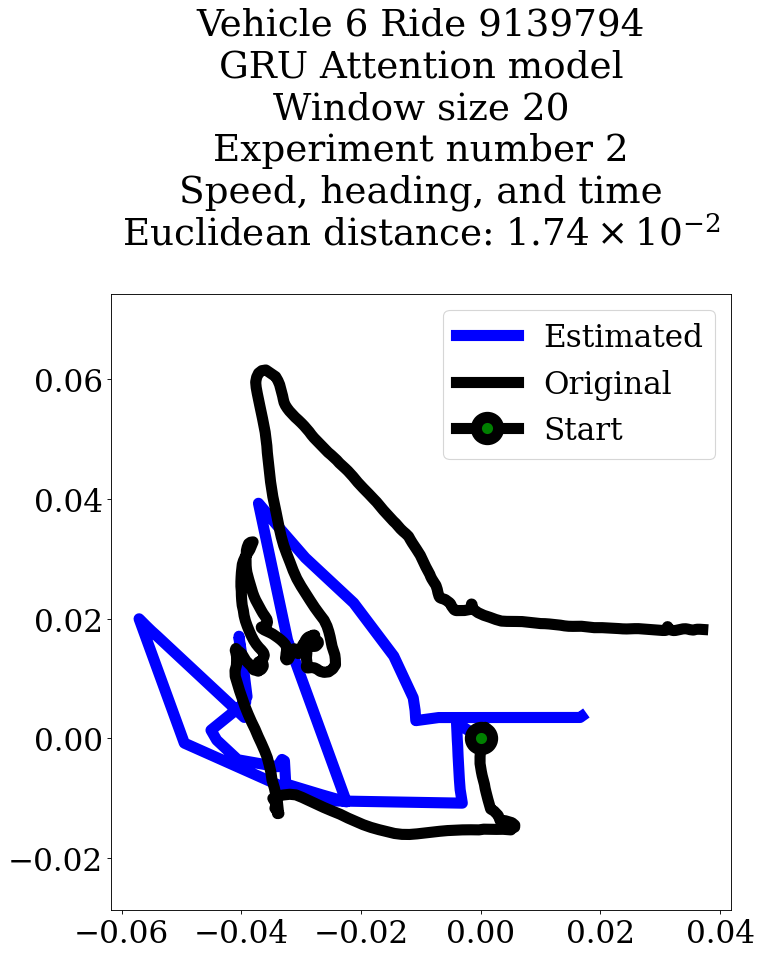 Vehicle 6 Ride 9139794
GRU Attention model
Window size 20
Experiment number 2
Speed, heading, and time
Euclidean distance: 1.74 × 10⁻²
Estimated
Original
Start
0.06
0.04
0.02
0.00
−0.02
−0.06 −0.04 −0.02 0.00 0.02 0.04